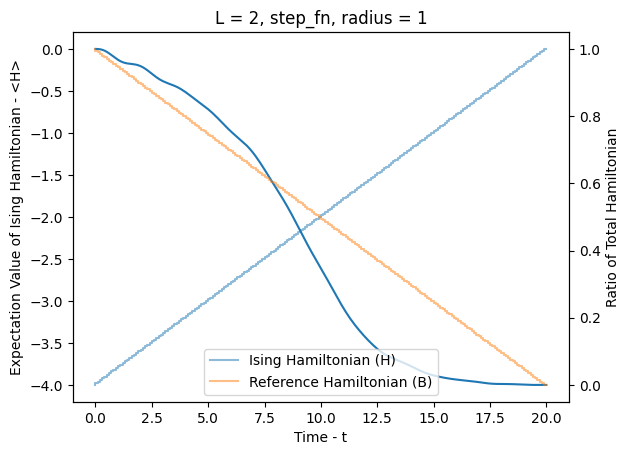 L = 2, step_fn, radius = 1
Expectation Value of Ising Hamiltonian - <H>
0.0
−0.5
−1.0
−1.5
−2.0
−2.5
−3.0
−3.5
−4.0
1.0
0.8
0.6
0.4
0.2
0.0
Ratio of Total Hamiltonian
Ising Hamiltonian (H)
Reference Hamiltonian (B)
0.0 2.5 5.0 7.5 10.0 12.5 15.0 17.5 20.0
Time - t